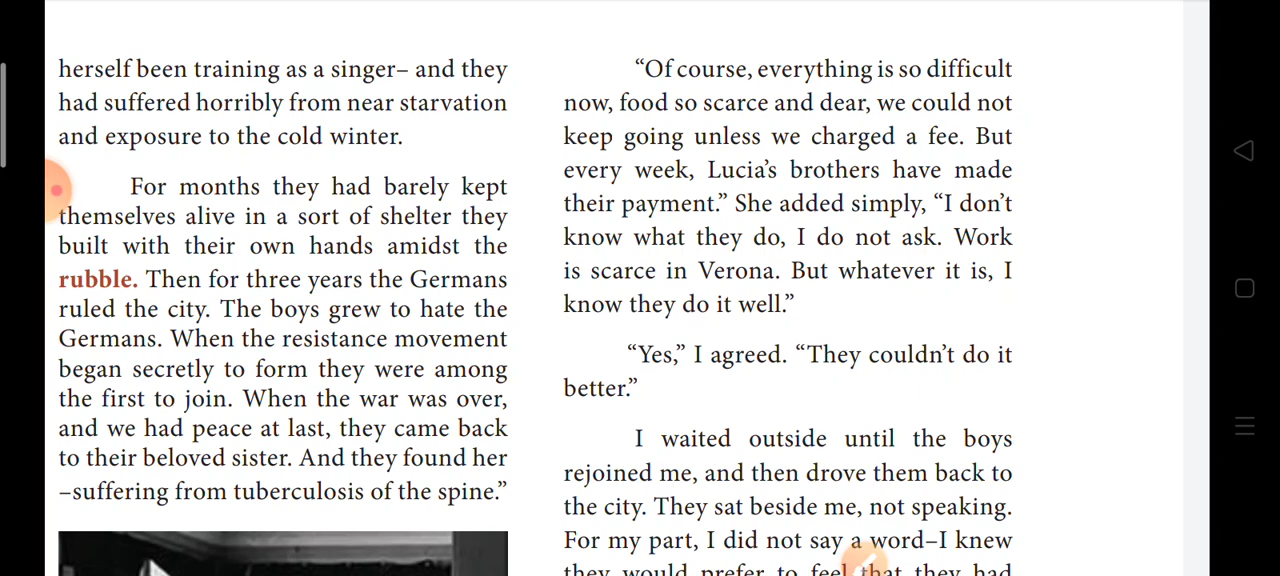 herself been training as a singer– and they
had suffered horribly from near starvation
and exposure to the cold winter.
For months they had barely kept
themselves alive in a sort of shelter they
built with their own hands amidst the
rubble. Then for three years the Germans
ruled the city. The boys grew to hate the
Germans. When the resistance movement
began secretly to form they were among
the first to join. When the war was over,
and we had peace at last, they came back
to their beloved sister. And they found her
–suffering from tuberculosis of the spine.”
“Of course, everything is so difficult
now, food so scarce and dear, we could not
keep going unless we charged a fee. But
every week, Lucia’s brothers have made
their payment.” She added simply, “I don’t
know what they do, I do not ask. Work
is scarce in Verona. But whatever it is, I
know they do it well.”
“Yes,” I agreed. “They couldn’t do it
better.”
I waited outside until the boys
rejoined me, and then drove them back to
the city. They sat beside me, not speaking.
For my part, I did not say a word–I knew
they would prefer to feel that they had